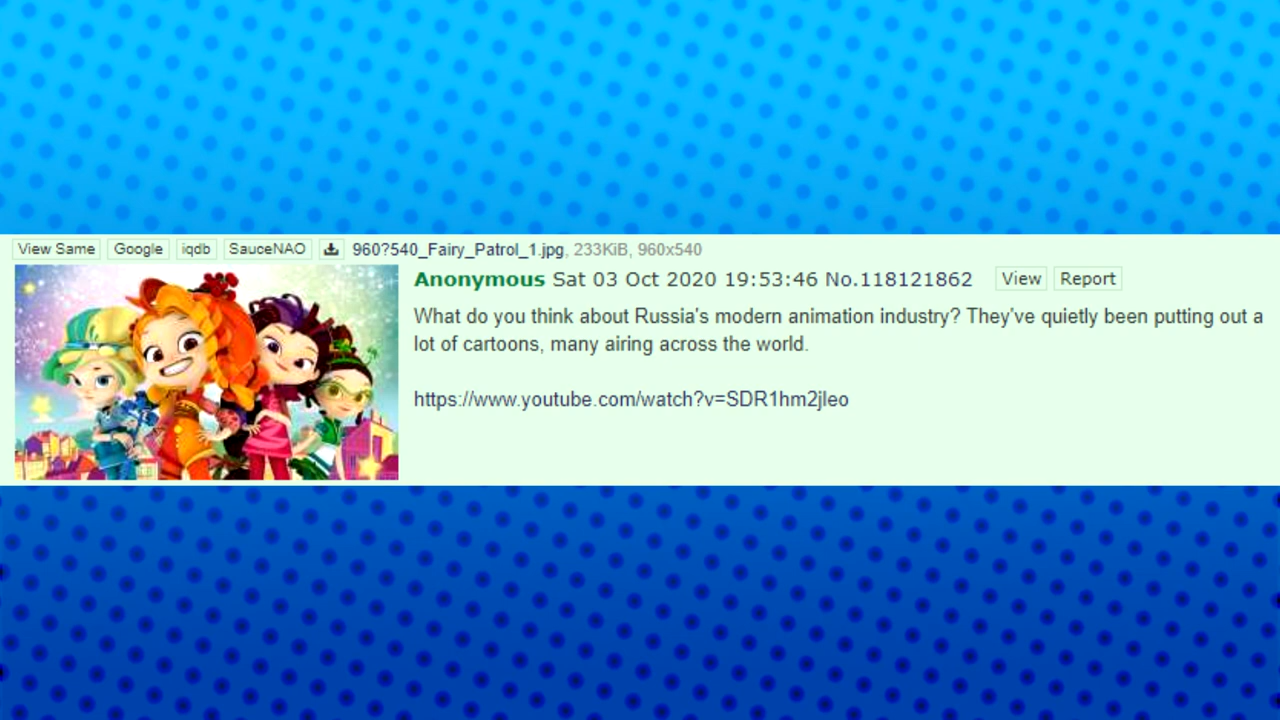 View Same Google iqdb SauceNAO 960?540_Fairy_Patrol_1.jpg, 233KiB, 960x540
Anonymous Sat 03 Oct 2020 19:53:46 No.118121862 View Report
What do you think about Russia's modern animation industry? They've quietly been putting out a
lot of cartoons, many airing across the world.
https://www.youtube.com/watch?v=SDR1hm2jleo